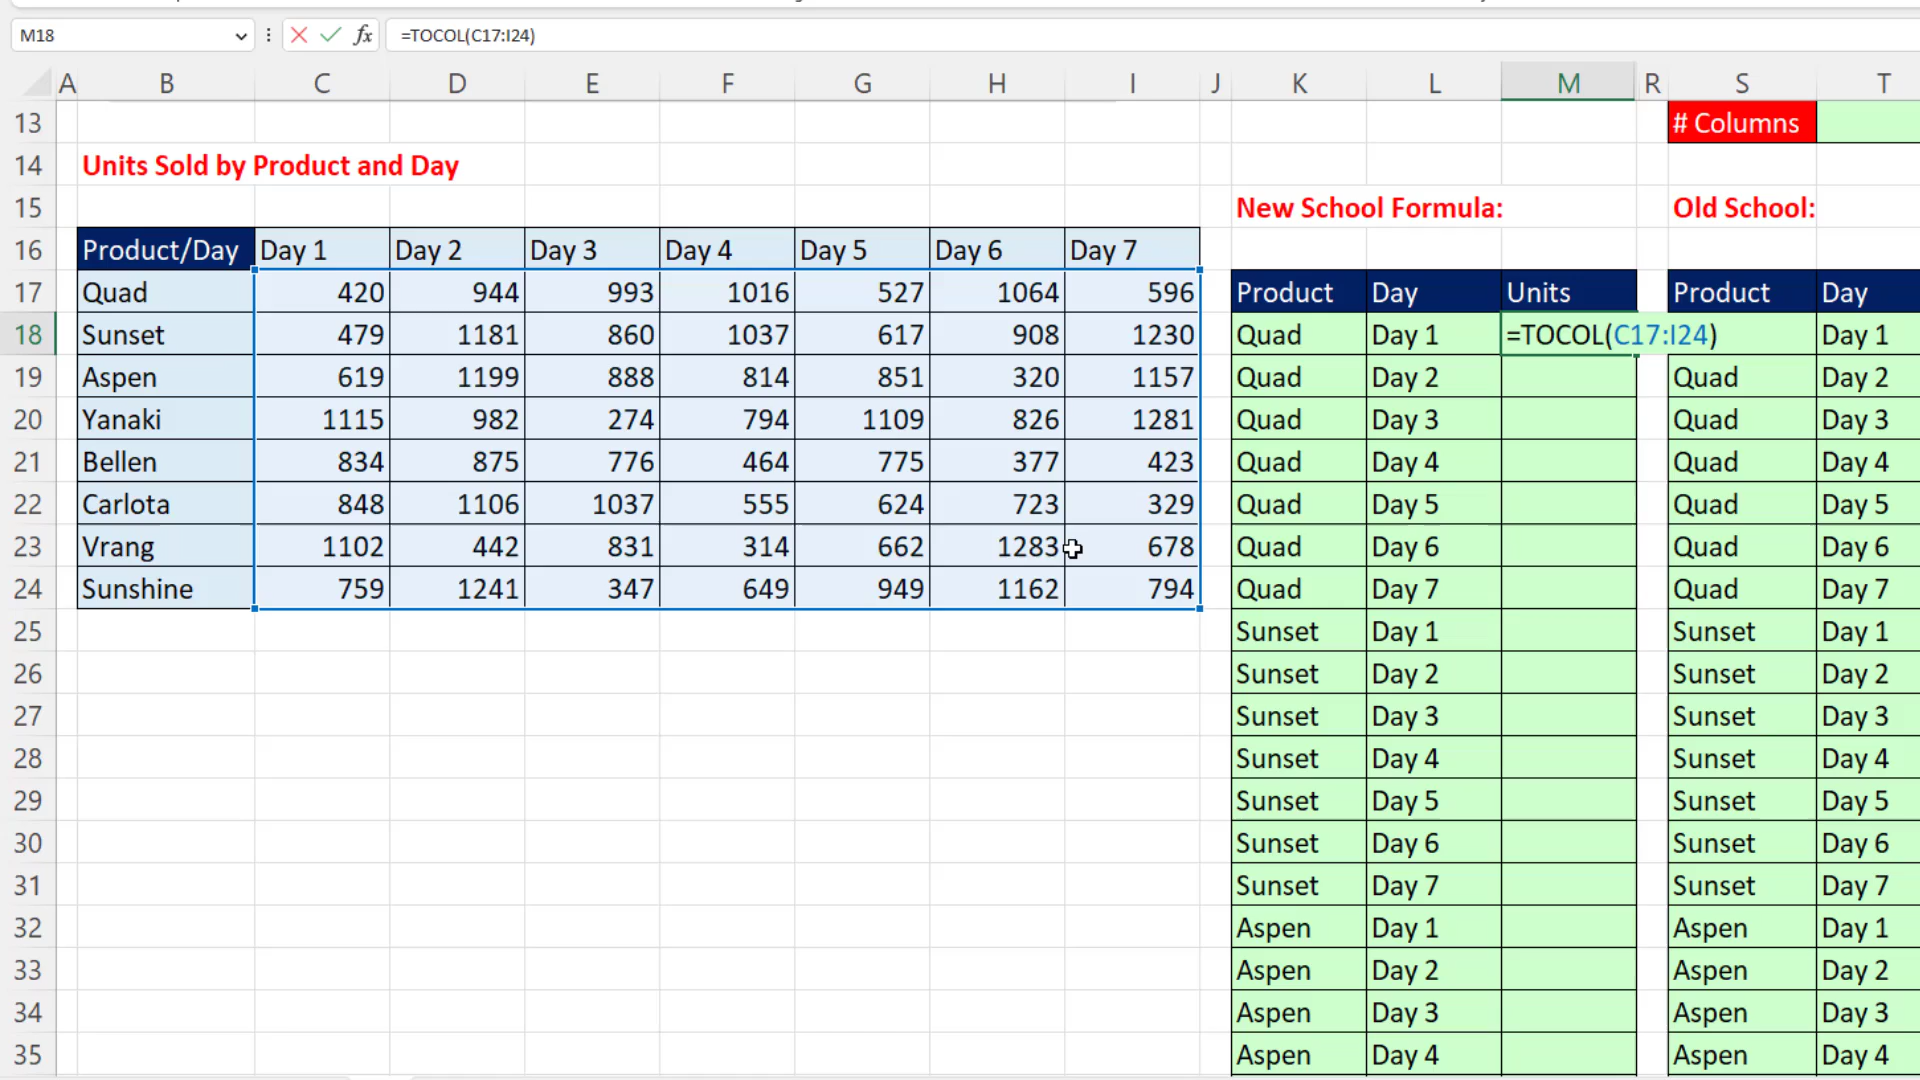 M18 fx =TOCOL(C17:I24)
A B C D E F G H I J K L M R S T
13 # Columns
14 Units Sold by Product and Day
15 New School Formula: Old School:
16 Product/Day Day 1 Day 2 Day 3 Day 4 Day 5 Day 6 Day 7
17 Quad 420 944 993 1016 527 1064 596 Product Day Units Product Day
18 Sunset 479 1181 860 1037 617 908 1230 Quad Day 1 =TOCOL(C17:I24) Day 1
19 Aspen 619 1199 888 814 851 320 1157 Quad Day 2 Quad Day 2
20 Yanaki 1115 982 274 794 1109 826 1281 Quad Day 3 Quad Day 3
21 Bellen 834 875 776 464 775 377 423 Quad Day 4 Quad Day 4
22 Carlota 848 1106 1037 555 624 723 329 Quad Day 5 Quad Day 5
23 Vrang 1102 442 831 314 662 1283 678 Quad Day 6 Quad Day 6
24 Sunshine 759 1241 347 649 949 1162 794 Quad Day 7 Quad Day 7
25 Sunset Day 1 Sunset Day 1
26 Sunset Day 2 Sunset Day 2
27 Sunset Day 3 Sunset Day 3
28 Sunset Day 4 Sunset Day 4
29 Sunset Day 5 Sunset Day 5
30 Sunset Day 6 Sunset Day 6
31 Sunset Day 7 Sunset Day 7
32 Aspen Day 1 Aspen Day 1
33 Aspen Day 2 Aspen Day 2
34 Aspen Day 3 Aspen Day 3
35 Aspen Day 4 Aspen Day 4